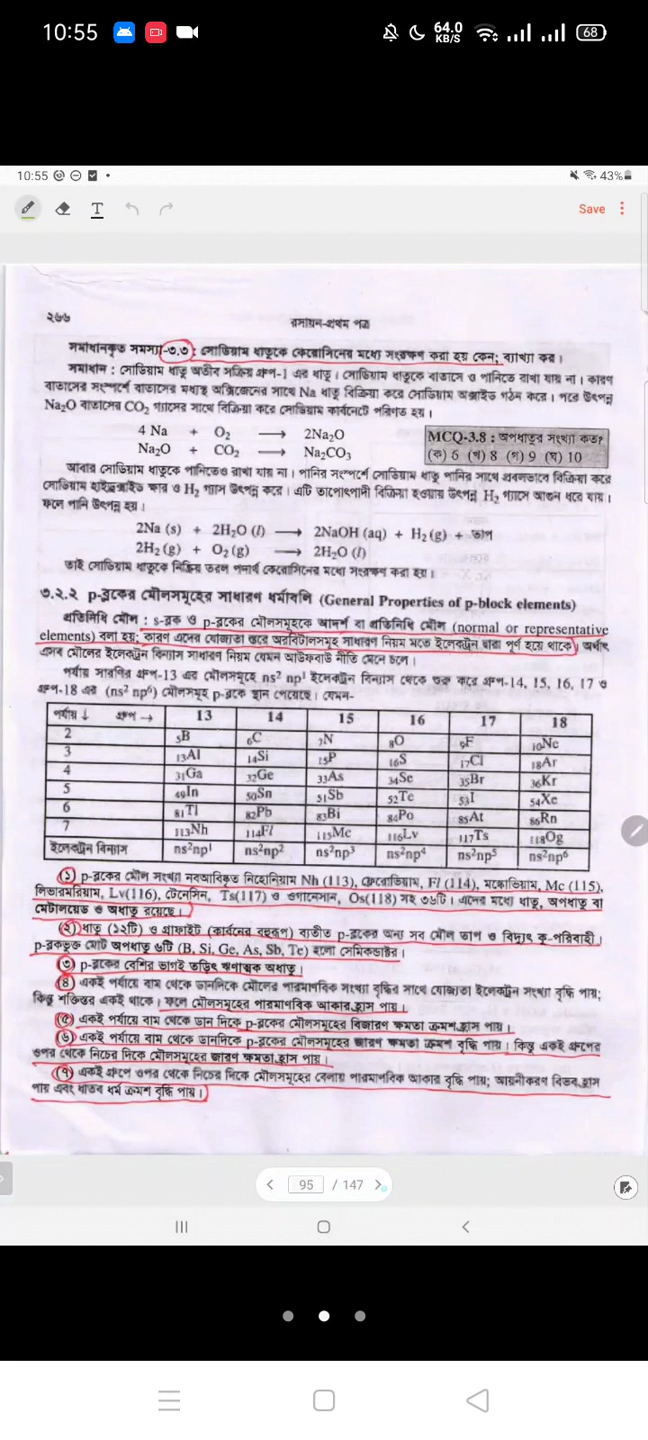 10:55
64.0
KB/S
68
10:55
43%
T
Save
২৬৬
রসায়ন-প্রথম পত্র
সমাধানকৃত সমস্যা-৩.৩ : সোডিয়াম ধাতুকে কেরোসিনের মধ্যে সংরক্ষণ করা হয় কেন; ব্যাখ্যা কর।
সমাধান : সোডিয়াম ধাতু অতীব সক্রিয় গ্রুপ-1 এর ধাতু। সোডিয়ামকে বাতাসে ও পানিতে রাখা যায় না। কারণ
বাতাসের সংস্পর্শে বাতাসের মধ্যস্থ অক্সিজেনের সাথে Na ধাতু বিক্রিয়া করে সোডিয়াম অক্সাইড গঠন করে। পরে উৎপন্ন
Na₂O বাতাসের CO₂ গ্যাসের সাথে বিক্রিয়া করে সোডিয়াম কার্বনেটে পরিণত হয়।
4 Na + O₂ ⟶ 2Na₂O
Na₂O + CO₂ ⟶ Na₂CO₃
MCQ-3.8 : অপধাতুর সংখ্যা কত?
(ক) 6 (খ) 8 (গ) 9 (ঘ) 10
আবার সোডিয়াম ধাতুকে পানিতেও রাখা যায় না। পানির সংস্পর্শে সোডিয়াম ধাতু পানির সাথে প্রবলভাবে বিক্রিয়া করে
সোডিয়াম হাইড্রক্সাইড ক্ষার ও H₂ গ্যাস উৎপন্ন করে। এটি তাপোৎপাদী বিক্রিয়া হওয়ায় উৎপন্ন H₂ গ্যাসে আগুন ধরে যায়।
ফলে পানি উৎপন্ন হয়।
2Na (s) + 2H₂O (l) ⟶ 2NaOH (aq) + H₂ (g) + তাপ
2H₂ (g) + O₂ (g) ⟶ 2H₂O (l)
তাই সোডিয়াম ধাতুকে নিষ্ক্রিয় তরল পদার্থ কেরোসিনের মধ্যে সংরক্ষণ করা হয়।
৩.২.২ p-ব্লকের মৌলসমূহের সাধারণ ধর্মাবলি (General Properties of p-block elements)
প্রতিনিধি মৌল : s-ব্লক ও p-ব্লকের মৌলসমূহকে আদর্শ বা প্রতিনিধি মৌল (normal or representative
elements) বলা হয়; কারণ এদের যোজ্যতা স্তরে অরবিটালসমূহ সাধারণ নিয়ম মতে ইলেকট্রন দ্বারা পূর্ণ হয়ে থাকে। অর্থাৎ
এসব মৌলের ইলেকট্রন বিন্যাস সাধারণ নিয়ম যেমন আউফবাউ নীতি মেনে চলে।
পর্যায় সারণির গ্রুপ-13 এর মৌলসমূহে ns² np¹ ইলেকট্রন বিন্যাস থেকে শুরু করে গ্রুপ-14, 15, 16, 17 ও
গ্রুপ-18 এর (ns² np⁶) মৌলসমূহ p-ব্লকে স্থান পেয়েছে। যেমন-
পর্যায় ↓ গ্রুপ → 13 14 15 16 17 18
2 ₅B ₆C ₇N ₈O ₉F ₁₀Ne
3 ₁₃Al ₁₄Si ₁₅P ₁₆S ₁₇Cl ₁₈Ar
4 ₃₁Ga ₃₂Ge ₃₃As ₃₄Se ₃₅Br ₃₆Kr
5 ₄₉In ₅₀Sn ₅₁Sb ₅₂Te ₅₃I ₅₄Xe
6 ₈₁Tl ₈₂Pb ₈₃Bi ₈₄Po ₈₅At ₈₆Rn
7 ₁₁₃Nh ₁₁₄Fl ₁₁₅Mc ₁₁₆Lv ₁₁₇Ts ₁₁₈Og
ইলেকট্রন বিন্যাস ns²np¹ ns²np² ns²np³ ns²np⁴ ns²np⁵ ns²np⁶
(১) p-ব্লকের মৌল সংখ্যা নবআবিষ্কৃত নিহোনিয়াম Nh (113), ফ্লেরোভিয়াম, Fl (114), মস্কোভিয়াম, Mc (115),
লিভারমরিয়াম, Lv(116), টেনেসিন, Ts(117) ও ওগানেসান, Os(118) সহ ৩৬টি। এদের মধ্যে ধাতু, অপধাতু বা
মেটালয়েড ও অধাতু রয়েছে।
(২) ধাতু (১২টি) ও গ্রাফাইট (কার্বনের বহুরূপ) ব্যতীত p-ব্লকের অন্য সব মৌল তাপ ও বিদ্যুৎ কু-পরিবাহী।
p-ব্লকভুক্ত মোট অপধাতু ৬টি (B, Si, Ge, As, Sb, Te) হলো সেমিকন্ডাক্টর।
(৩) p-ব্লকের বেশির ভাগই তড়িৎ ঋণাত্মক অধাতু।
(৪) একই পর্যায়ে বাম থেকে ডানদিকে মৌলের পারমাণবিক সংখ্যা বৃদ্ধির সাথে যোজ্যতা ইলেকট্রন সংখ্যা বৃদ্ধি পায়;
কিন্তু শক্তিস্তর একই থাকে। ফলে মৌলসমূহের পারমাণবিক আকার হ্রাস পায়।
(৫) একই পর্যায়ে বাম থেকে ডান দিকে p-ব্লকের মৌলসমূহের বিজারণ ক্ষমতা ক্রমশ হ্রাস পায়।
(৬) একই পর্যায়ে বাম থেকে ডানদিকে p-ব্লকের মৌলসমূহের জারণ ক্ষমতা ক্রমশ বৃদ্ধি পায়। কিন্তু একই গ্রুপের
ওপর থেকে নিচের দিকে মৌলসমূহের জারণ ক্ষমতা হ্রাস পায়।
(৭) একই গ্রুপে ওপর থেকে নিচের দিকে মৌলসমূহের বেলায় পারমাণবিক আকার বৃদ্ধি পায়; আয়নীকরণ বিভব হ্রাস
পায় এবং ধাতব ধর্ম ক্রমশ বৃদ্ধি পায়।
95 / 147